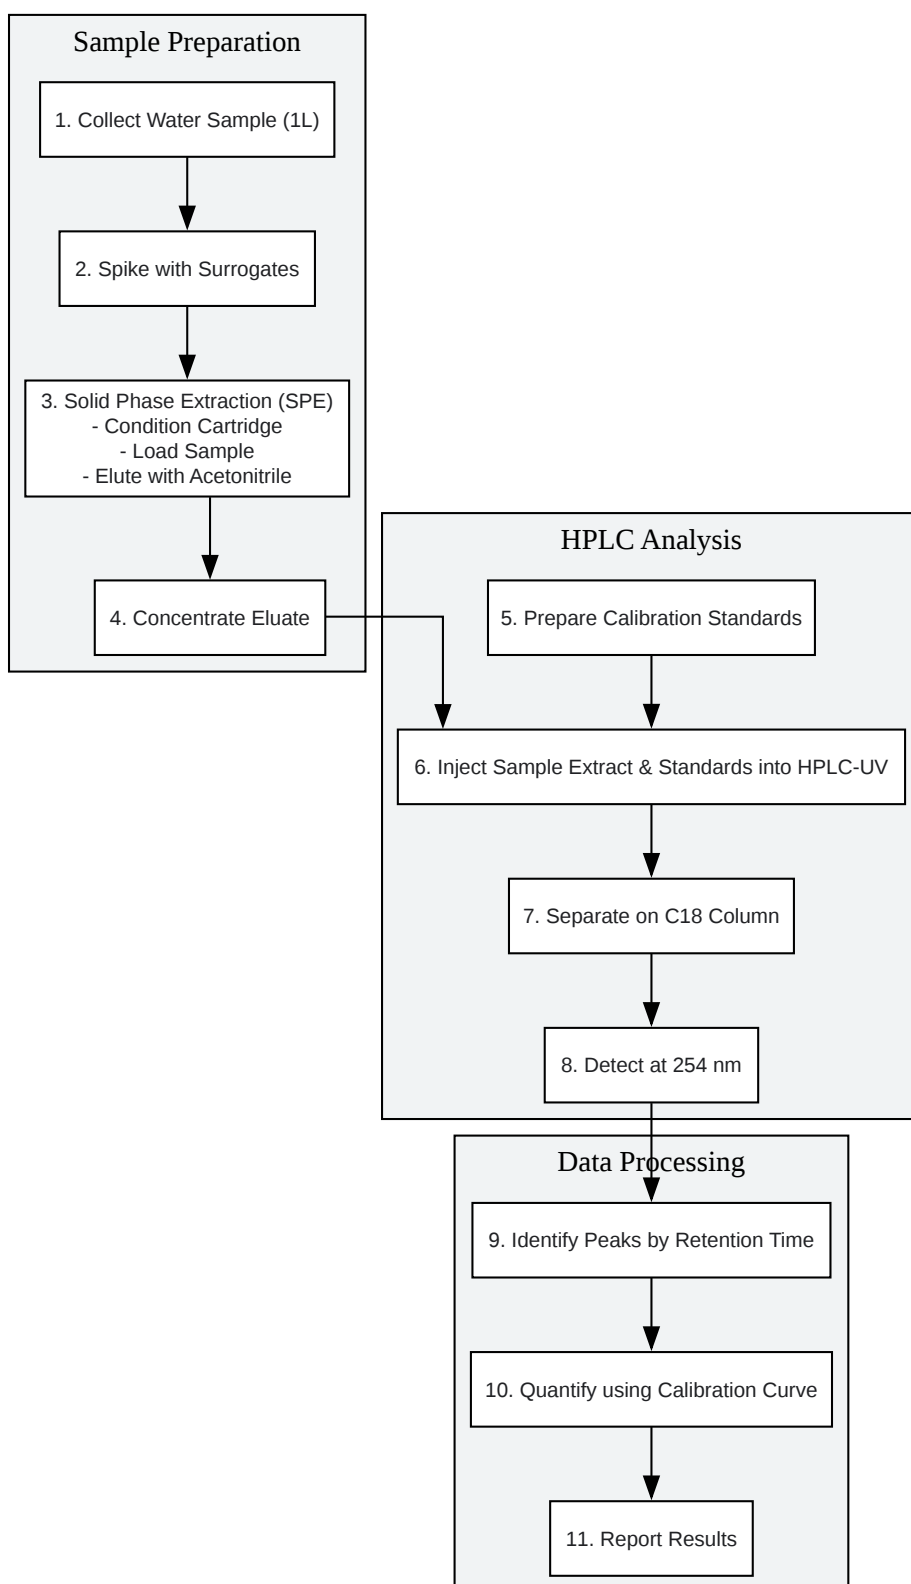 Sample Preparation
1. Collect Water Sample (1L)
2. Spike with Surrogates
3. Solid Phase Extraction (SPE)
- Condition Cartridge
- Load Sample
- Elute with Acetonitrile
4. Concentrate Eluate
HPLC Analysis
5. Prepare Calibration Standards
6. Inject Sample Extract & Standards into HPLC-UV
7. Separate on C18 Column
8. Detect at 254 nm
Data Processing
9. Identify Peaks by Retention Time
10. Quantify using Calibration Curve
11. Report Results